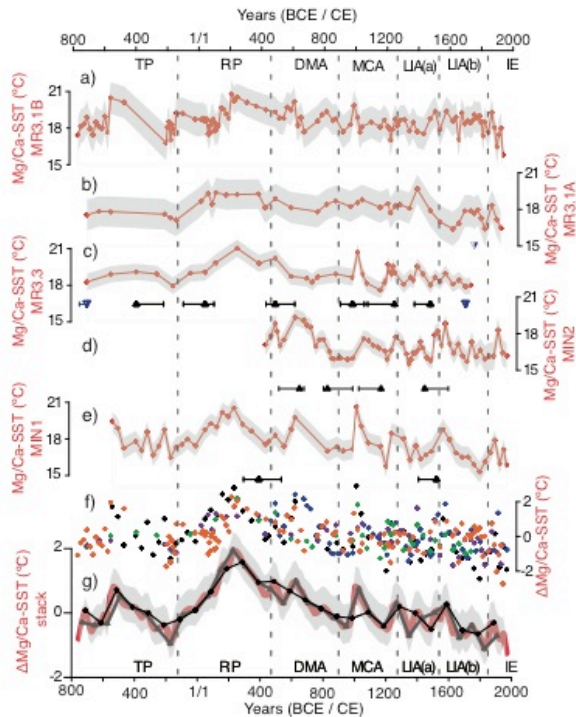 Years (BCE / CE)
800 400 1/1 400 800 1200 1600 2000
TP RP DMA MCA LIA(a) LIA(b) IE
a)
Mg/Ca-SST (°C)
MR3.1B
21
18
15
b)
21
18
15
Mg/Ca-SST (°C)
MR3.1A
c)
Mg/Ca-SST (°C)
MR3.3
21
18
15
d)
21
18
15
Mg/Ca-SST (°C)
MIN2
e)
Mg/Ca-SST (°C)
MIN1
21
18
15
f)
2
0
-2
ΔMg/Ca-SST (°C)
g)
ΔMg/Ca-SST (°C)
stack
2
0
-2
TP RP DMA MCA LIA(a) LIA(b) IE
800 400 1/1 400 800 1200 1600 2000
Years (BCE / CE)